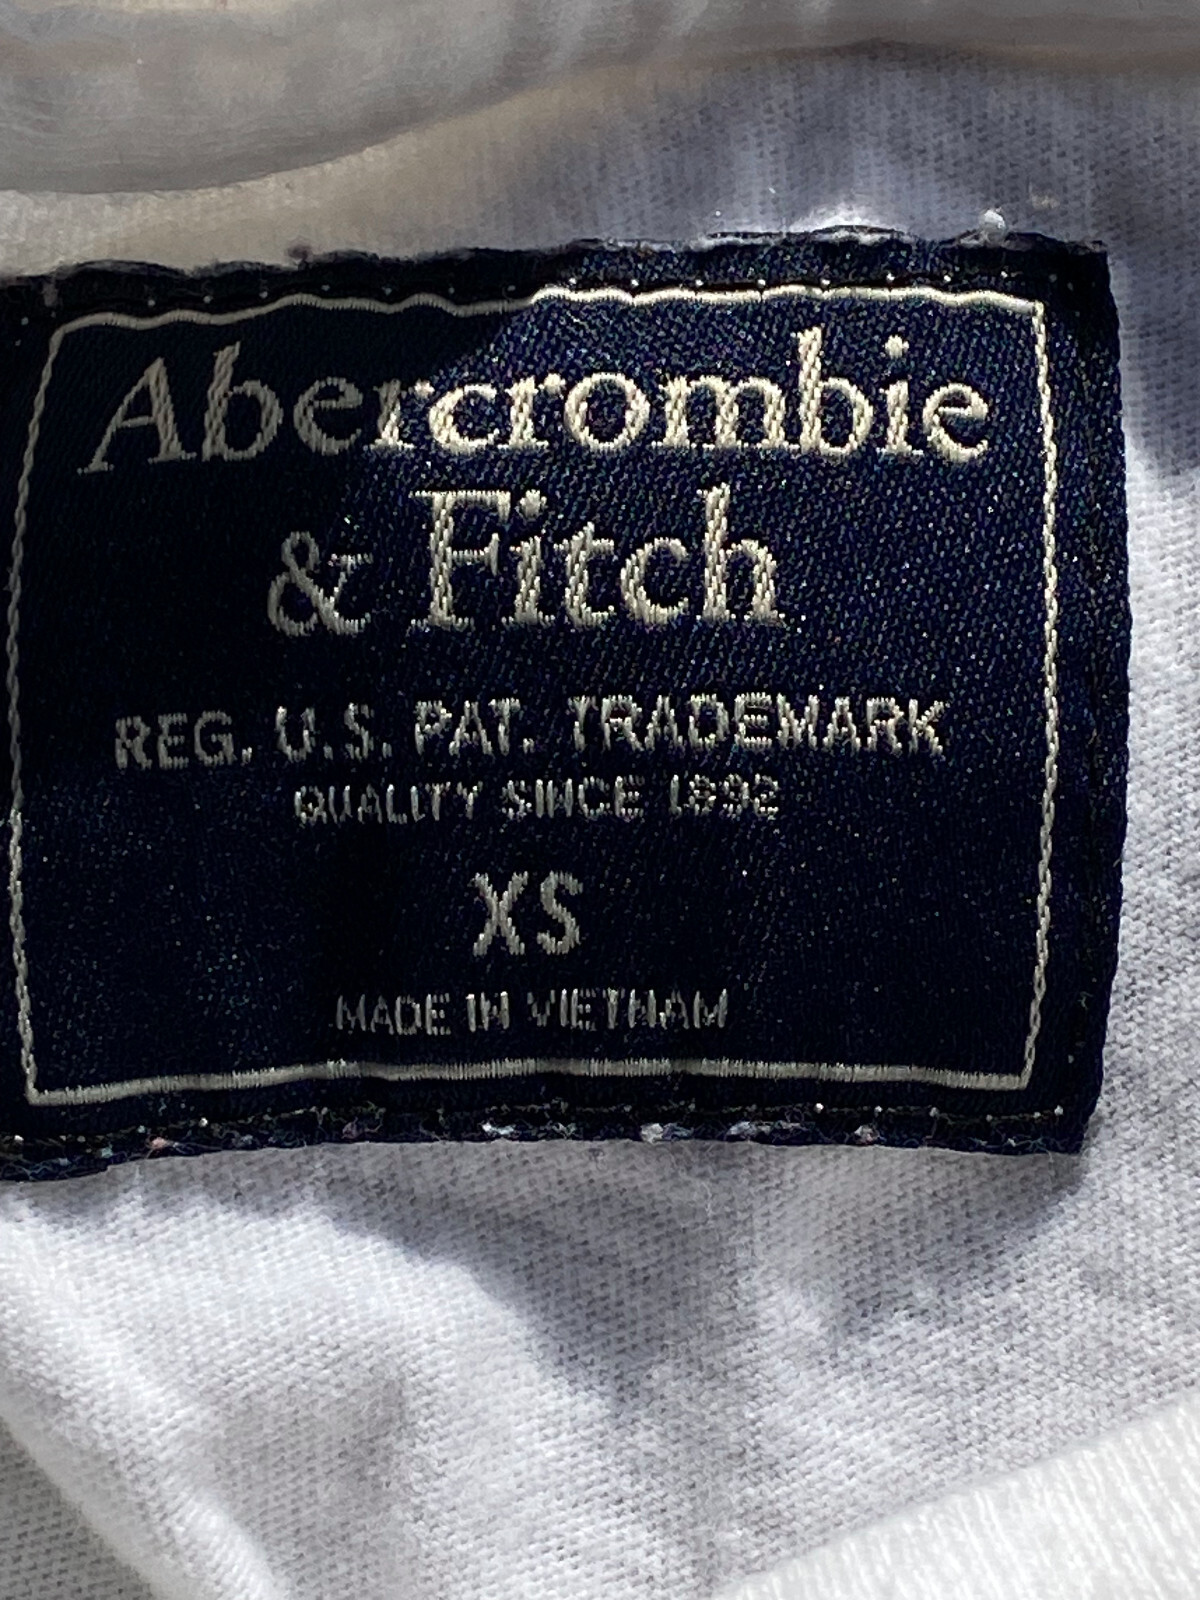 Abercrombie
& Fitch
REG. U.S. PAT. TRADEMARK
QUALITY SINCE 1892
XS
MADE IN VIETNAM